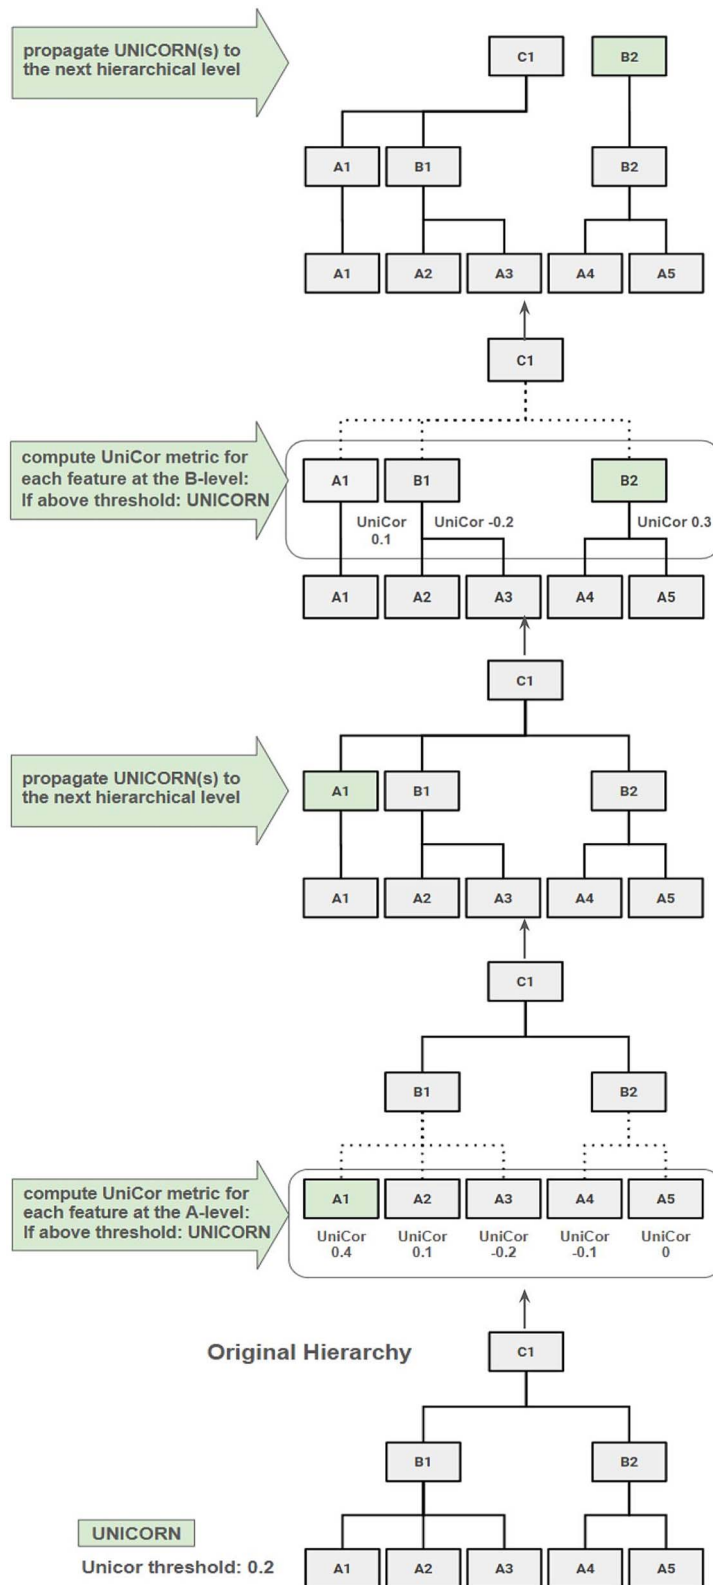 propagate UNICORN(s) to
the next hierarchical level
C1 B2
A1 B1 B2
A1 A2 A3 A4 A5
C1
compute UniCor metric for
each feature at the B-level:
If above threshold: UNICORN
A1 B1 B2
UniCor
0.1
UniCor -0.2
UniCor 0.3
A1 A2 A3 A4 A5
C1
propagate UNICORN(s) to
the next hierarchical level
A1 B1 B2
A1 A2 A3 A4 A5
C1
B1 B2
compute UniCor metric for
each feature at the A-level:
If above threshold: UNICORN
A1 A2 A3 A4 A5
UniCor UniCor UniCor UniCor UniCor
0.4 0.1 -0.2 -0.1 0
Original Hierarchy
C1
B1 B2
UNICORN
Unicor threshold: 0.2
A1 A2 A3 A4 A5